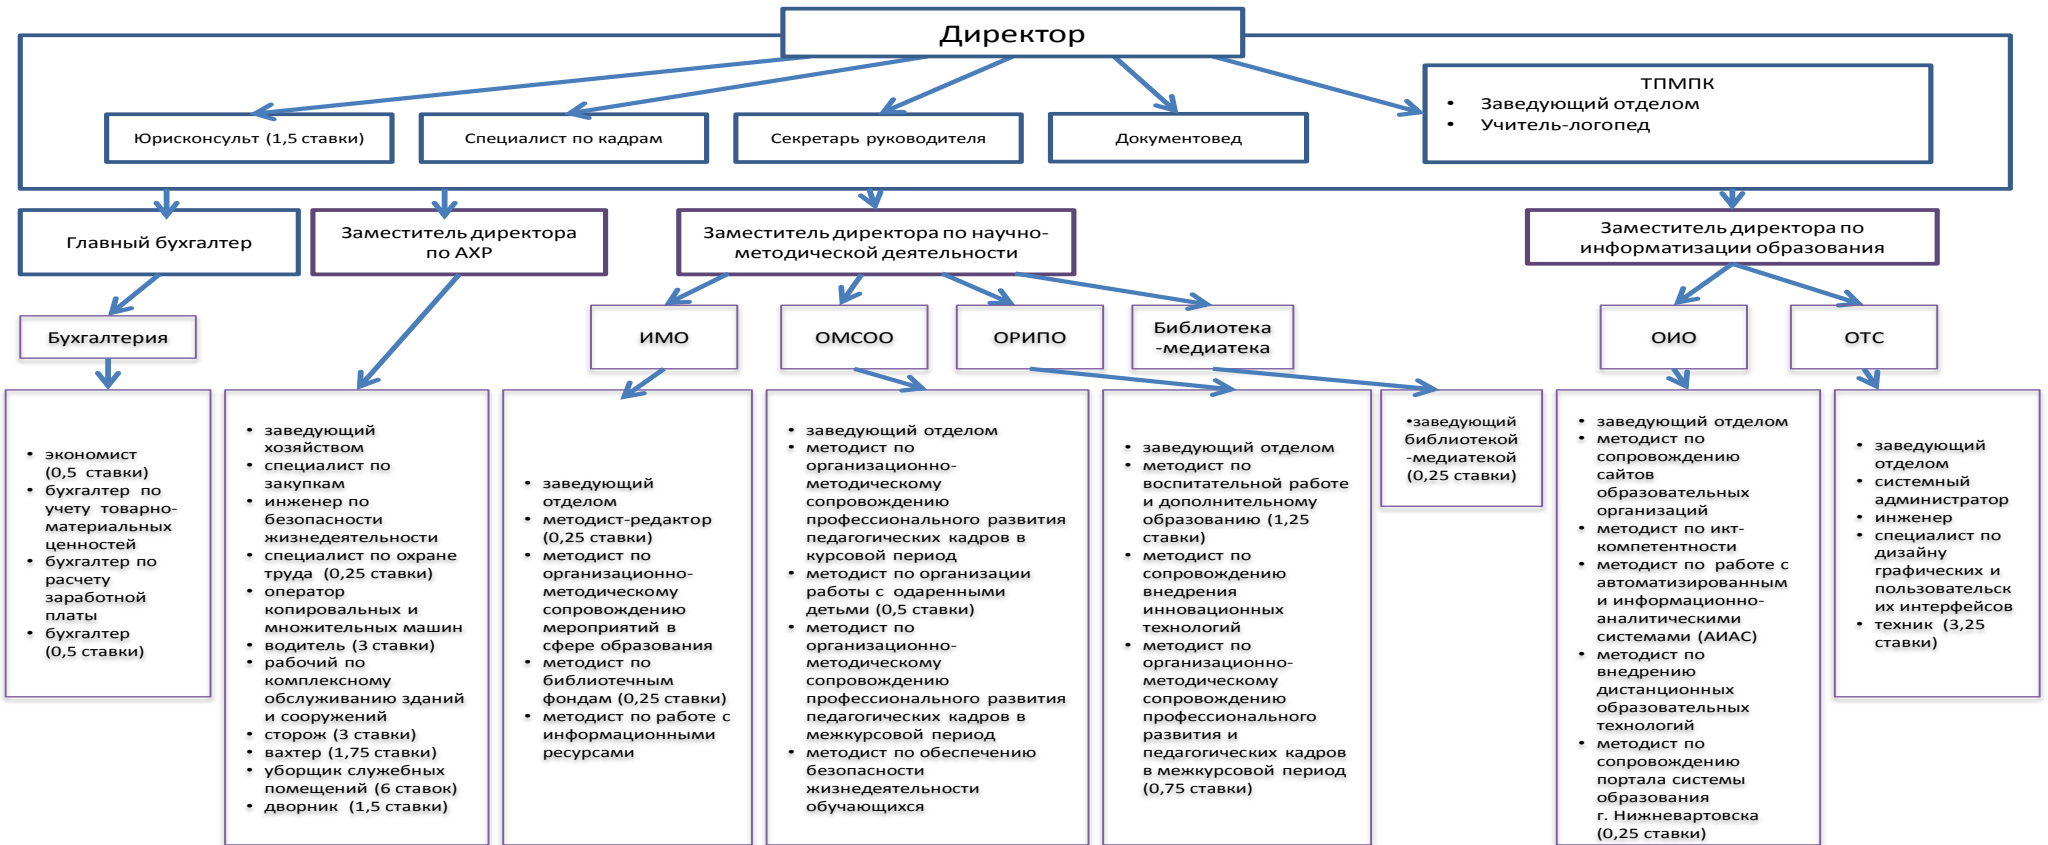 Директор
ТПМПК
• Заведующий отделом
• Учитель-логопед
Юрисконсульт (1,5 ставки)
Специалист по кадрам
Секретарь руководителя
Документовед
Главный бухгалтер
Заместитель директора
по АХР
Заместитель директора по научно-
методической деятельности
Заместитель директора по
информатизации образования
Бухгалтерия
ИМО
ОМСОО
ОРИПО
Библиотека
-медиатека
ОИО
ОТС
• экономист
(0,5 ставки)
• бухгалтер по
учету товарно-
материальных
ценностей
• бухгалтер по
расчету
заработной
платы
• бухгалтер
(0,5 ставки)
• заведующий
хозяйством
• специалист по
закупкам
• инженер по
безопасности
жизнедеятельности
• специалист по охране
труда (0,25 ставки)
• оператор
копировальных и
множительных машин
• водитель (3 ставки)
• рабочий по
комплексному
обслуживанию зданий
и сооружений
• сторож (3 ставки)
• вахтер (1,75 ставки)
• уборщик служебных
помещений (6 ставок)
• дворник (1,5 ставки)
• заведующий
отделом
• методист-редактор
(0,25 ставки)
• методист по
организационно-
методическому
сопровождению
мероприятий в
сфере образования
• методист по
библиотечным
фондам (0,25 ставки)
• методист по работе с
информационными
ресурсами
• заведующий отделом
• методист по
организационно-
методическому
сопровождению
профессионального развития
педагогических кадров в
курсовой период
• методист по организации
работы с одаренными
детьми (0,5 ставки)
• методист по
организационно-
методическому
сопровождению
профессионального развития
педагогических кадров в
межкурсовой период
• методист по обеспечению
безопасности
жизнедеятельности
обучающихся
• заведующий отделом
• методист по
воспитательной работе
и дополнительному
образованию (1,25
ставки)
• методист по
сопровождению
внедрения
инновационных
технологий
• методист по
организационно-
методическому
сопровождению
профессионального
развития и
педагогических кадров
в межкурсовой период
(0,75 ставки)
•заведующий
библиотекой
-медиатекой
(0,25 ставки)
• заведующий отделом
• методист по
сопровождению
сайтов
образовательных
организаций
• методист по икт-
компетентности
• методист по работе с
автоматизированным
и информационно-
аналитическими
системами (АИАС)
• методист по
внедрению
дистанционных
образовательных
технологий
• методист по
сопровождению
портала системы
образования
г. Нижневартовска
(0,25 ставки)
• заведующий
отделом
• системный
администратор
• инженер
• специалист по
дизайну
графических и
пользовательск
их интерфейсов
• техник (3,25
ставки)